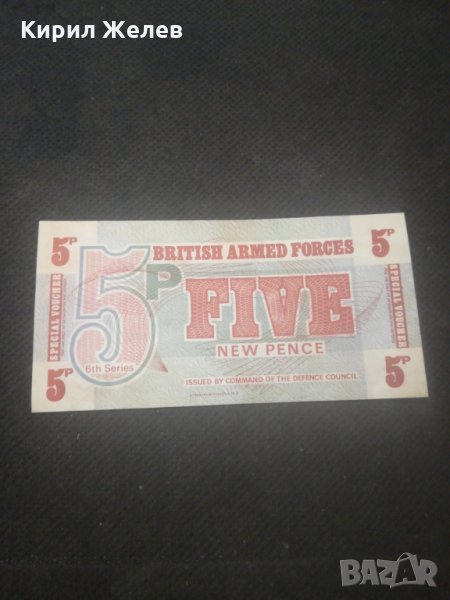 Кирил Желев
5P
BRITISH ARMED FORCES
5P
SPECIAL VOUCHER
5P
FIVE
SPECIAL VOUCHER
NEW PENCE
6th Series
5P
ISSUED BY COMMAND OF THE DEFENCE COUNCIL
5P
BAZAR